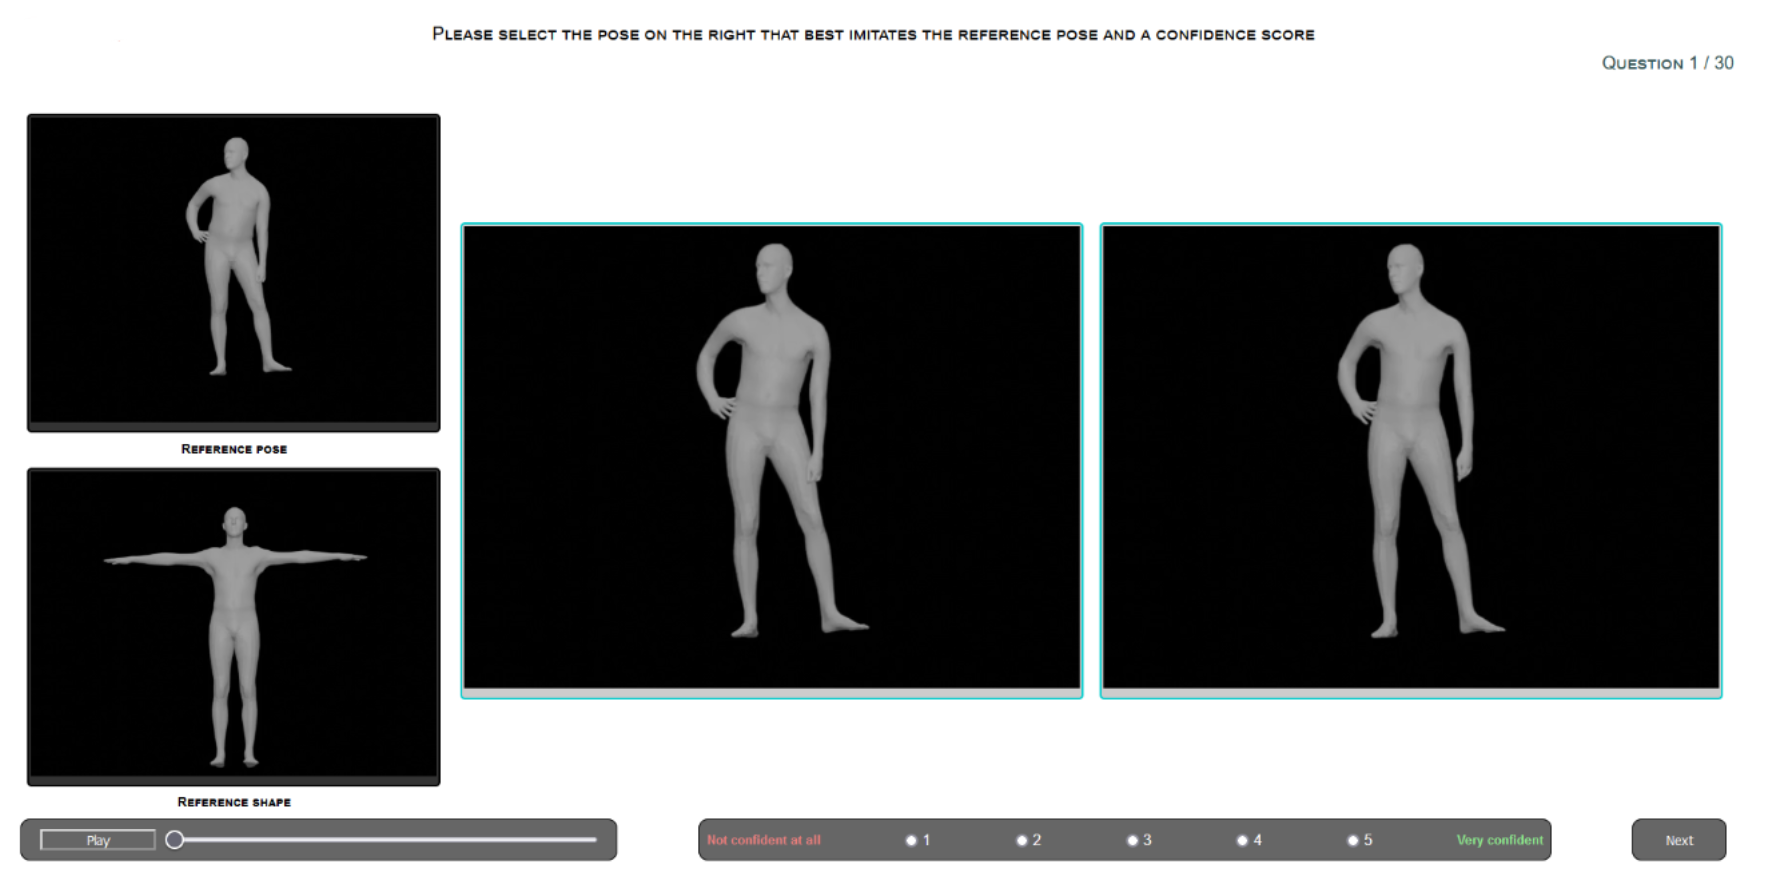 Please select the pose on the right that best imitates the reference pose and a confidence score
Question 1 / 30
Reference pose
Reference shape
Play
Not confident at all
1
2
3
4
5
Very confident
Next